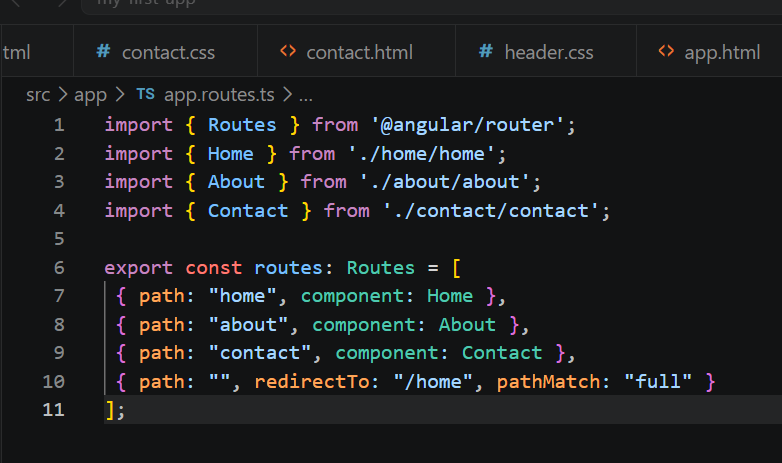 my-first-app
tml # contact.css <> contact.html # header.css <> app.html
src > app > TS app.routes.ts > ...
1 import { Routes } from '@angular/router';
2 import { Home } from './home/home';
3 import { About } from './about/about';
4 import { Contact } from './contact/contact';
5
6 export const routes: Routes = [
7 { path: "home", component: Home },
8 { path: "about", component: About },
9 { path: "contact", component: Contact },
10 { path: "", redirectTo: "/home", pathMatch: "full" }
11 ];